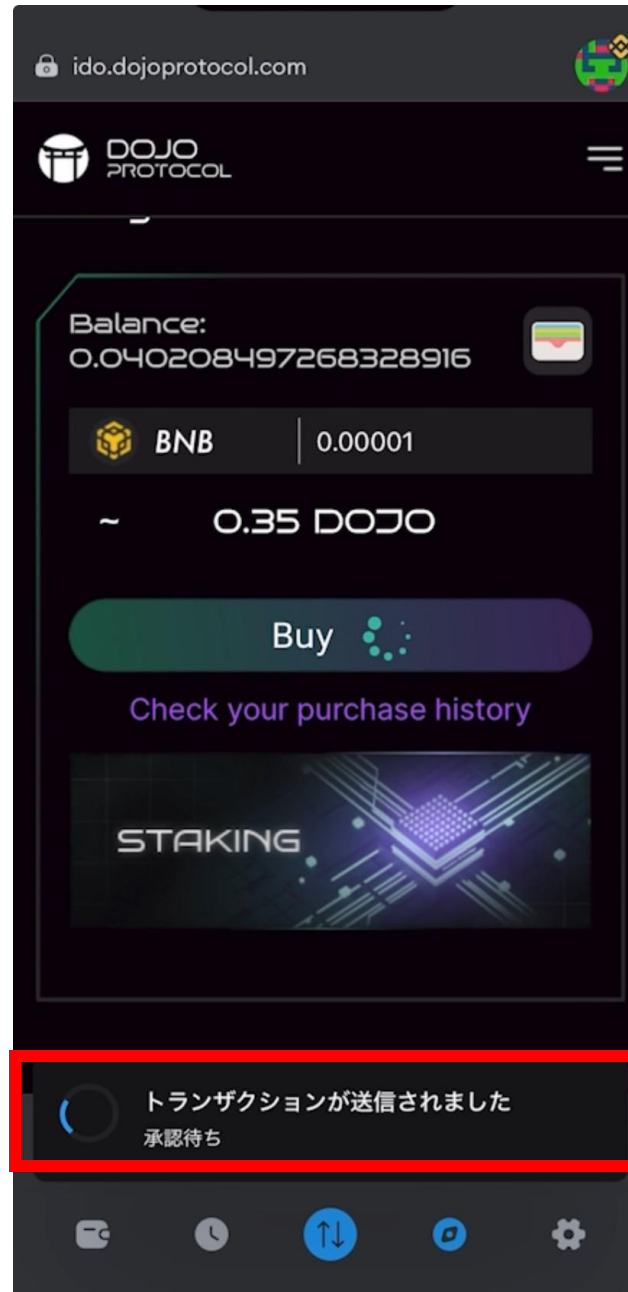 ido.dojoprotocol.com
DOJO
PROTOCOL
Balance:
0.040208497268328916
BNB 0.00001
~ 0.35 DOJO
Buy
Check your purchase history
STAKING
トランザクションが送信されました
承認待ち